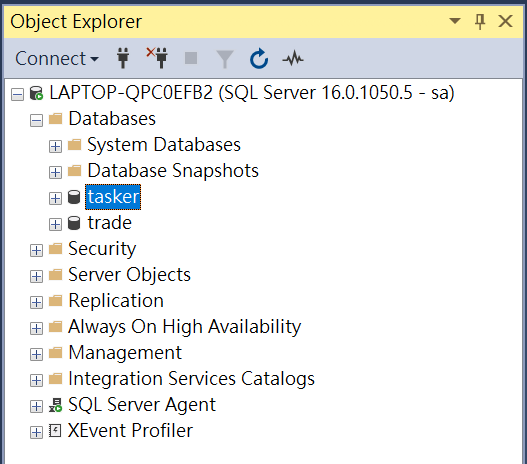 Object Explorer
Connect
LAPTOP-QPC0EFB2 (SQL Server 16.0.1050.5 - sa)
Databases
System Databases
Database Snapshots
tasker
trade
Security
Server Objects
Replication
Always On High Availability
Management
Integration Services Catalogs
SQL Server Agent
XEvent Profiler